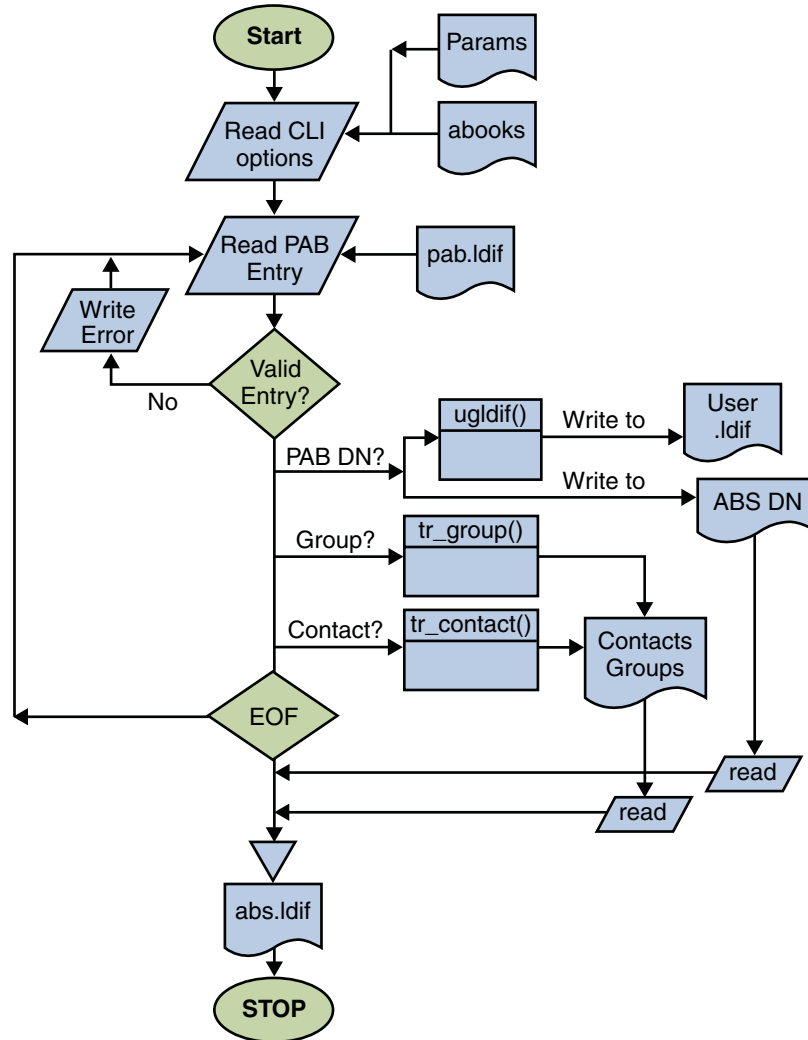 Start
Params
Read CLI
options
abooks
Read PAB
Entry
pab.ldif
Write
Error
Valid
Entry?
No
ugldif()
Write to
User
.ldif
PAB DN?
Write to
ABS DN
Group?
tr_group()
Contact?
tr_contact()
Contacts
Groups
EOF
read
read
abs.ldif
STOP